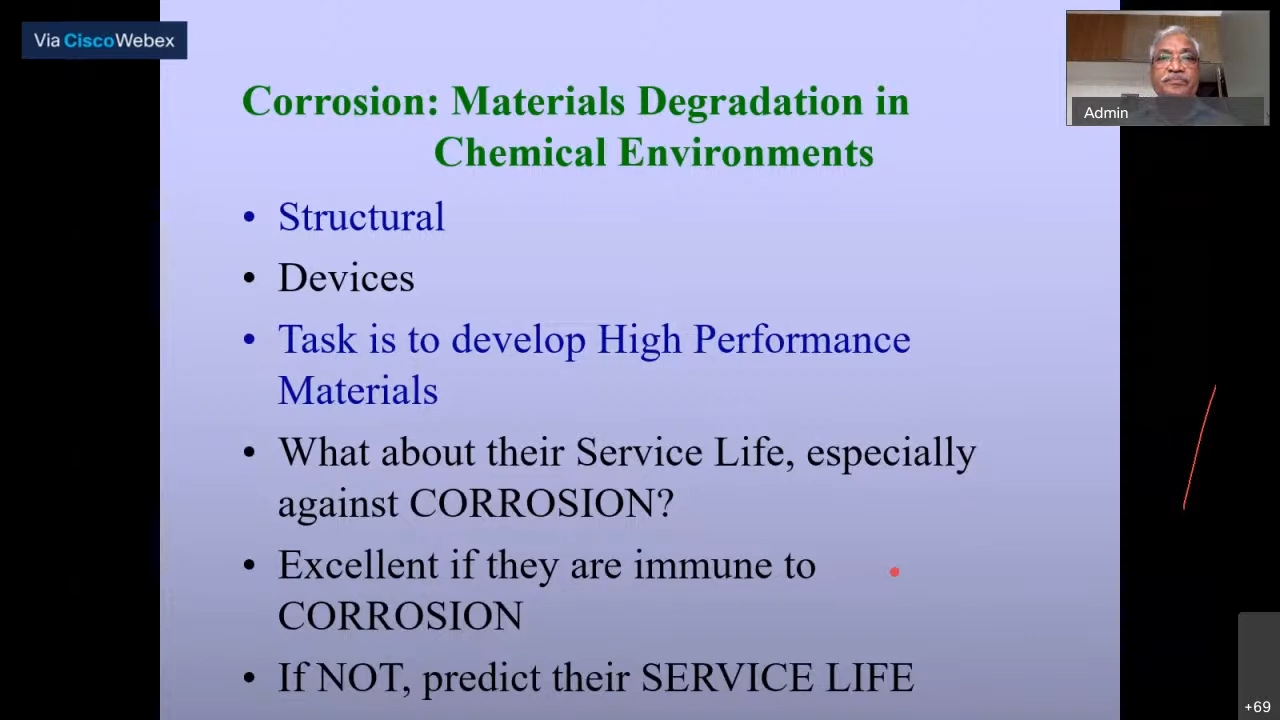 Via CiscoWebex
Admin
Corrosion: Materials Degradation in
Chemical Environments
• Structural
• Devices
• Task is to develop High Performance
Materials
• What about their Service Life, especially
against CORROSION?
• Excellent if they are immune to
CORROSION
• If NOT, predict their SERVICE LIFE
+69